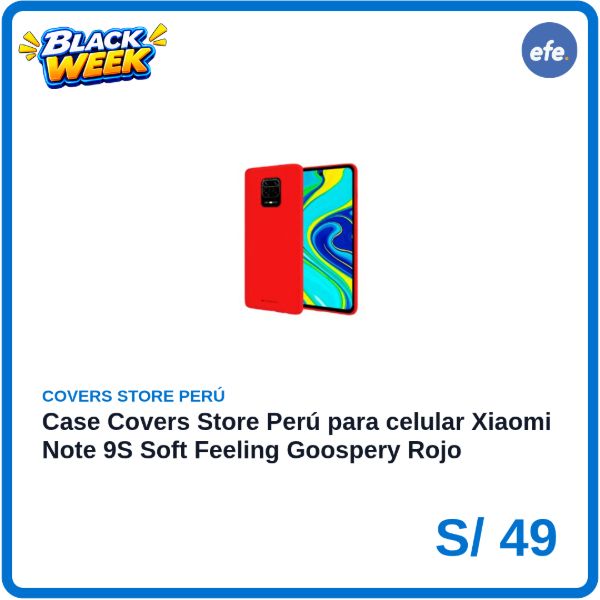 BLACK
WEEK
efe.
COVERS STORE PERÚ
Case Covers Store Perú para celular Xiaomi
Note 9S Soft Feeling Goospery Rojo
S/ 49